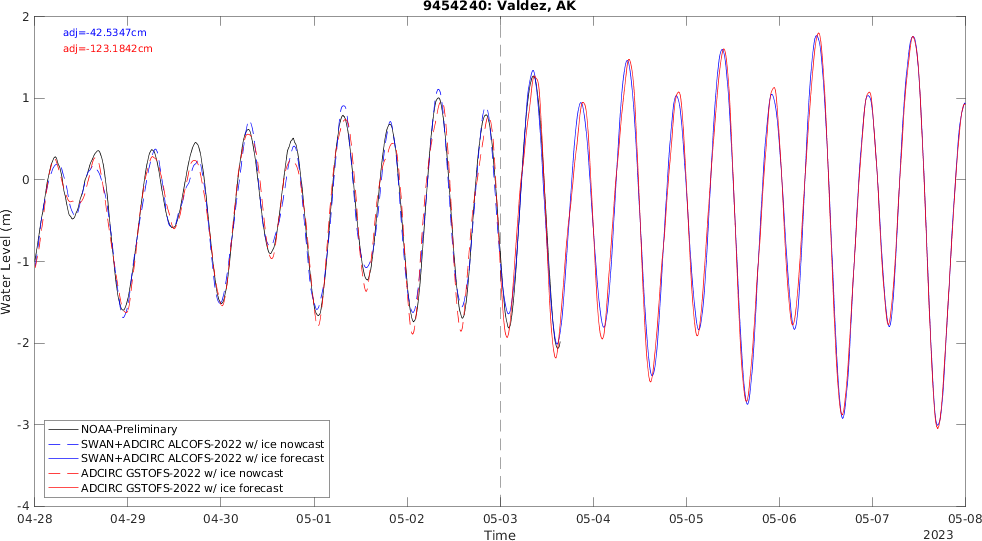 9454240: Valdez, AK
adj=-42.5347cm
adj=-123.1842cm
2
1
0
-1
-2
-3
-4
Water Level (m)
NOAA-Preliminary
SWAN+ADCIRC ALCOFS-2022 w/ ice nowcast
SWAN+ADCIRC ALCOFS-2022 w/ ice forecast
ADCIRC GSTOFS-2022 w/ ice nowcast
ADCIRC GSTOFS-2022 w/ ice forecast
04-28 04-29 04-30 05-01 05-02 05-03 05-04 05-05 05-06 05-07 05-08
Time
2023